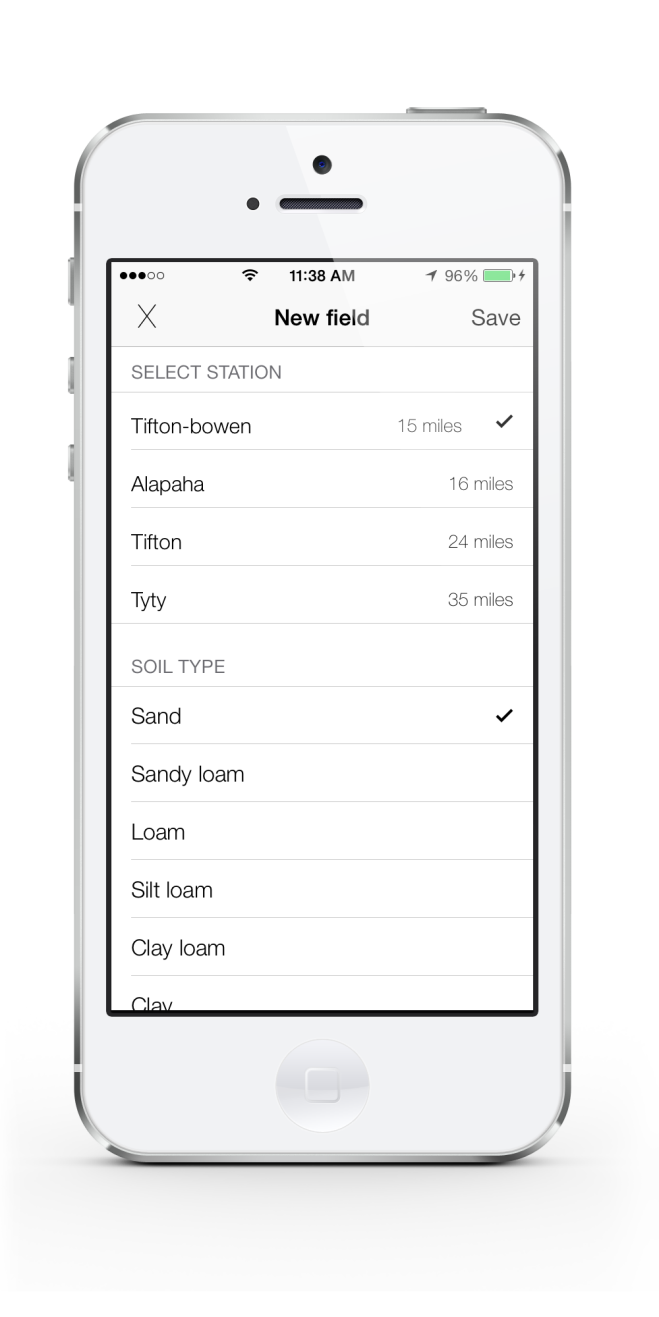 11:38 AM 96%
X New field Save
SELECT STATION
Tifton-bowen 15 miles
Alapaha 16 miles
Tifton 24 miles
Tyty 35 miles
SOIL TYPE
Sand
Sandy loam
Loam
Silt loam
Clay loam
Clay